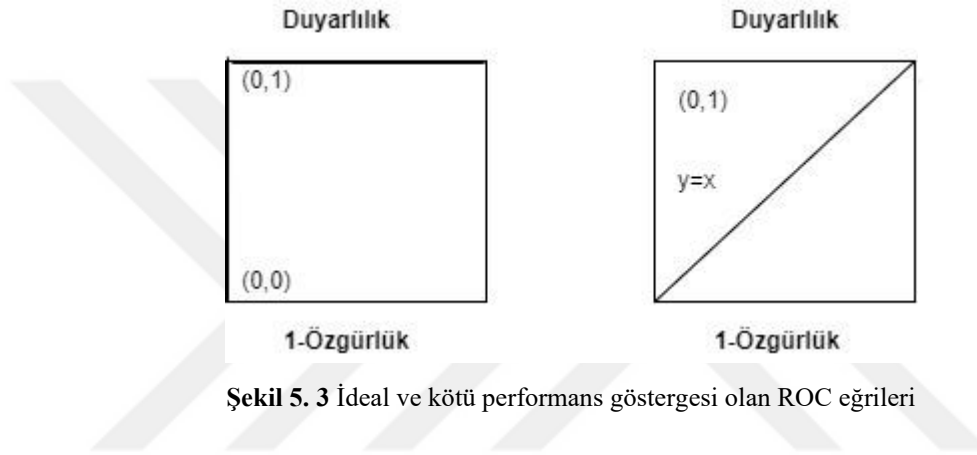 Duyarlılık
(0,1)
(0,0)
1-Özgürlük
Duyarlılık
(0,1)
y=x
1-Özgürlük
Şekil 5. 3 İdeal ve kötü performans göstergesi olan ROC eğrileri